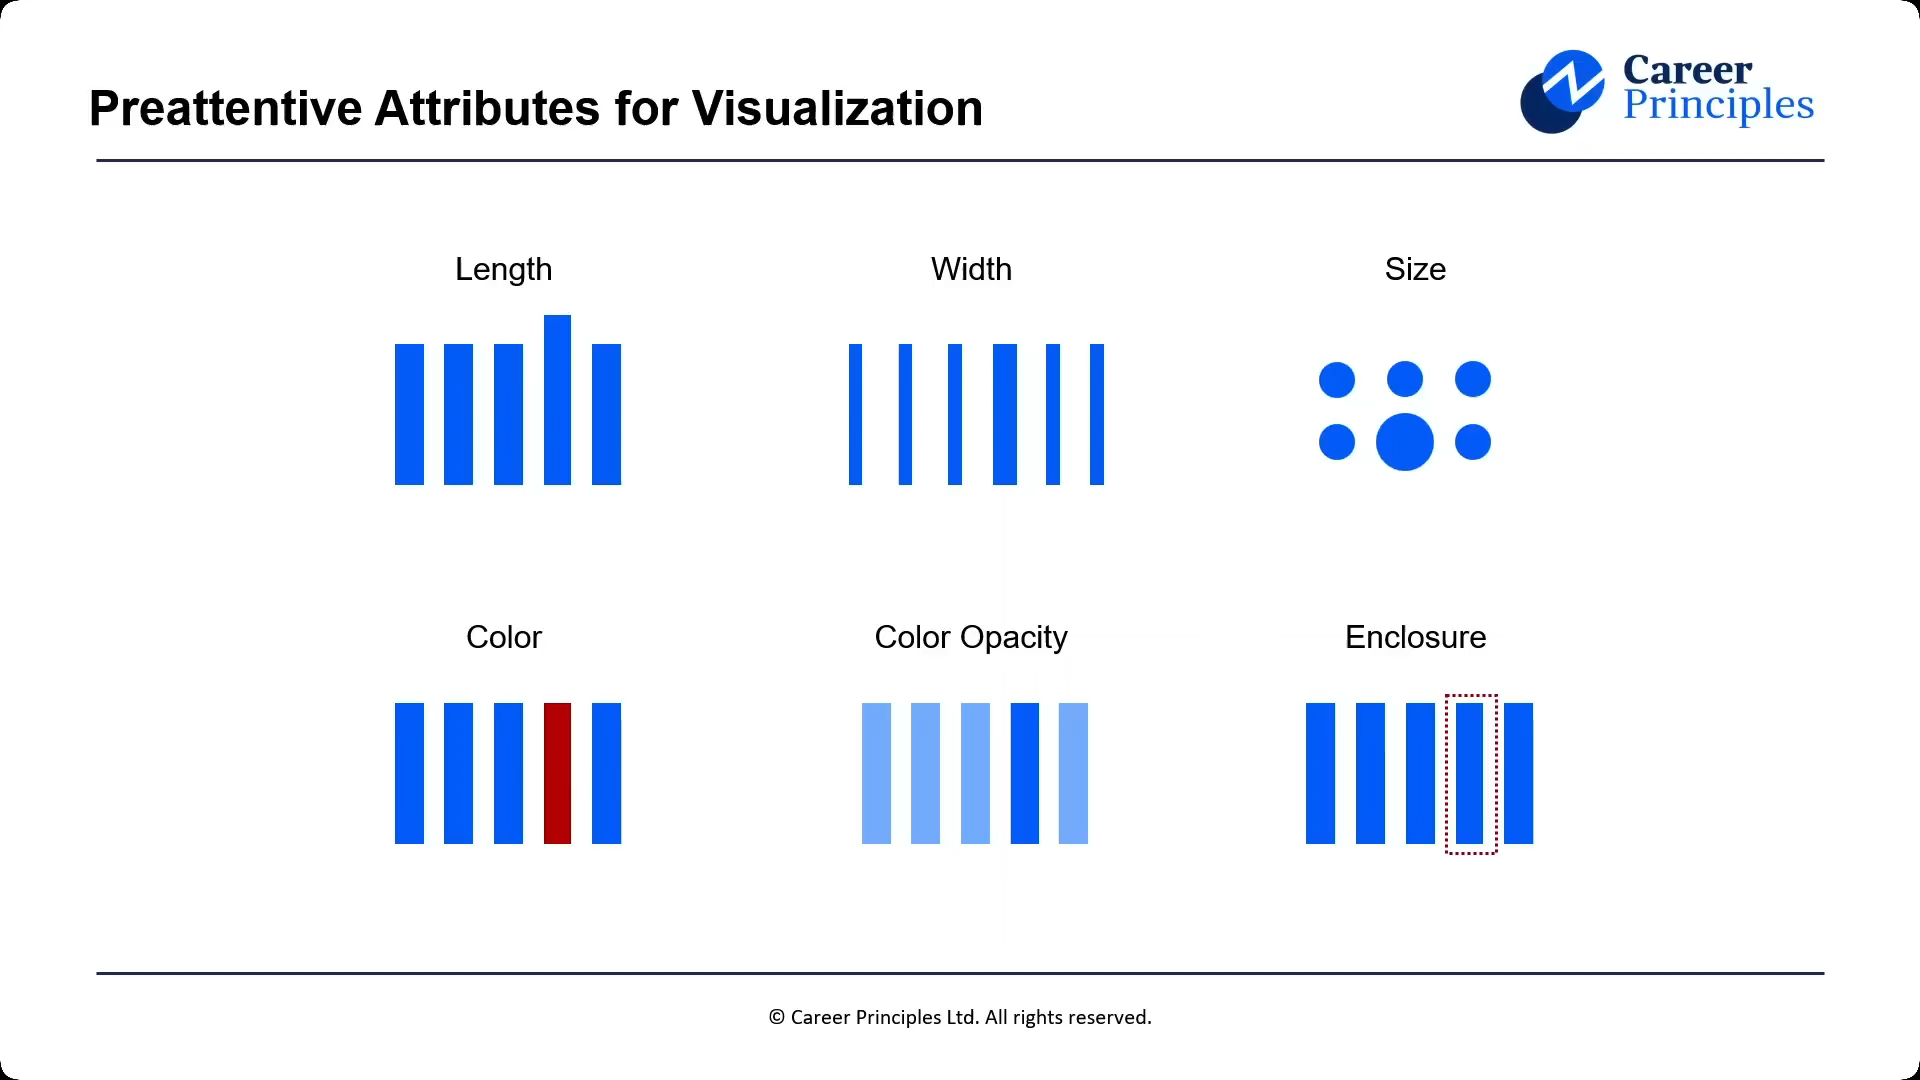 Preattentive Attributes for Visualization
Career
Principles
Length
Width
Size
Color
Color Opacity
Enclosure
© Career Principles Ltd. All rights reserved.